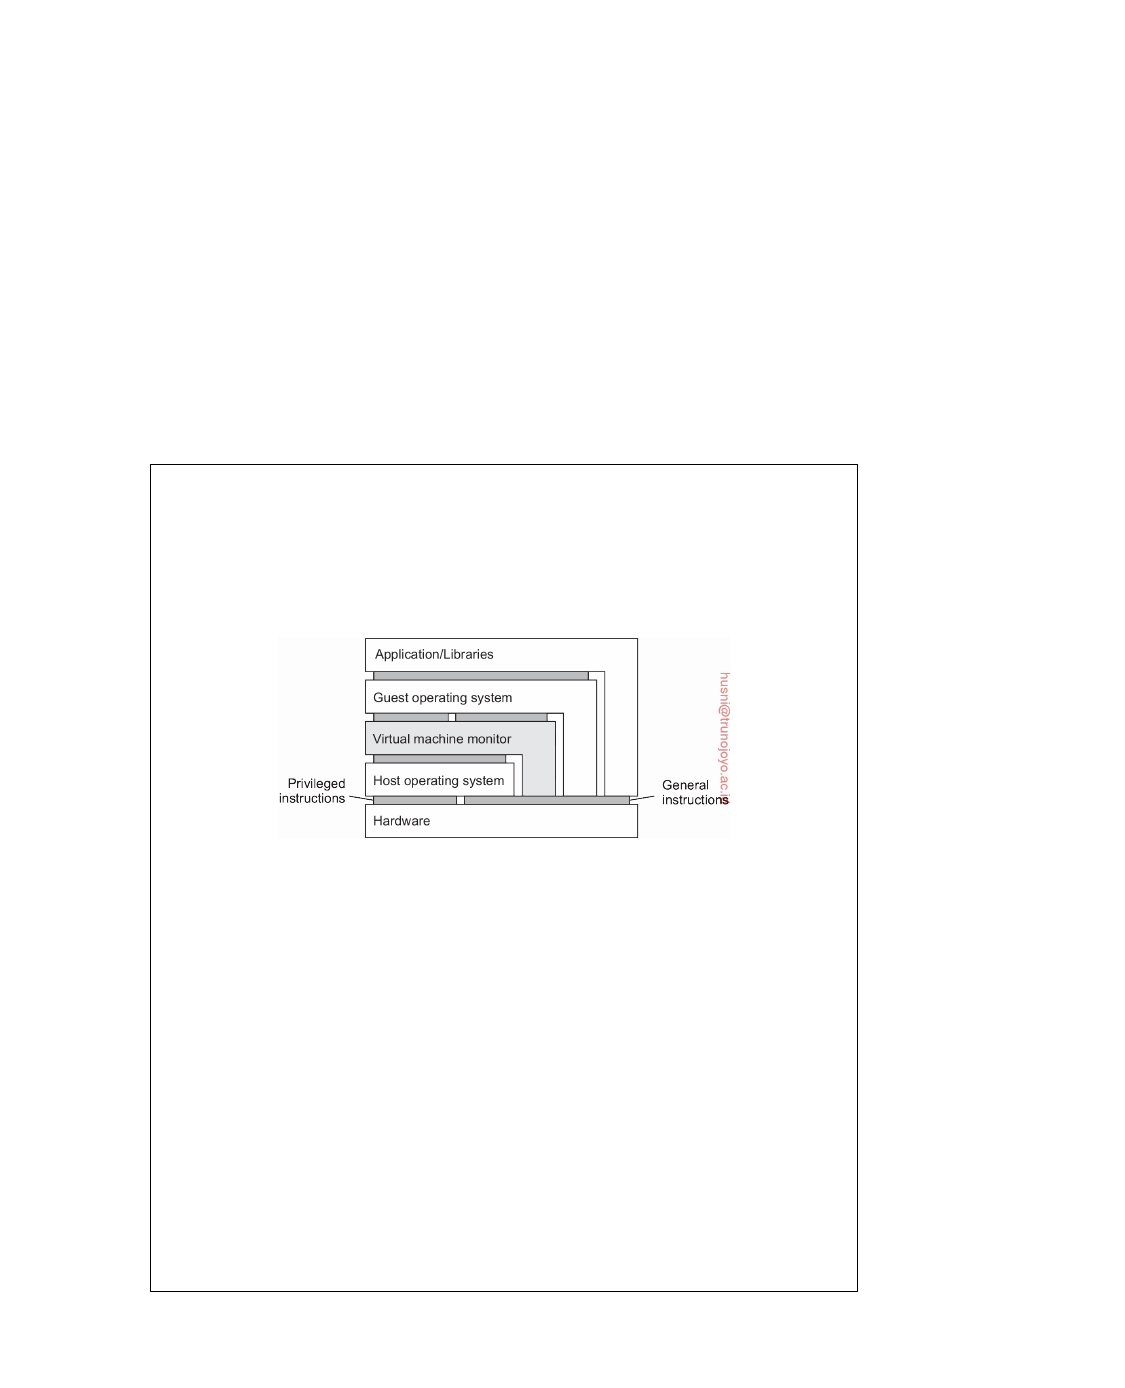 Application/Libraries
Guest operating system
Virtual machine monitor
Host operating system
Privileged
instructions
General
instructions
Hardware
husni@trunojoyo.ac.id